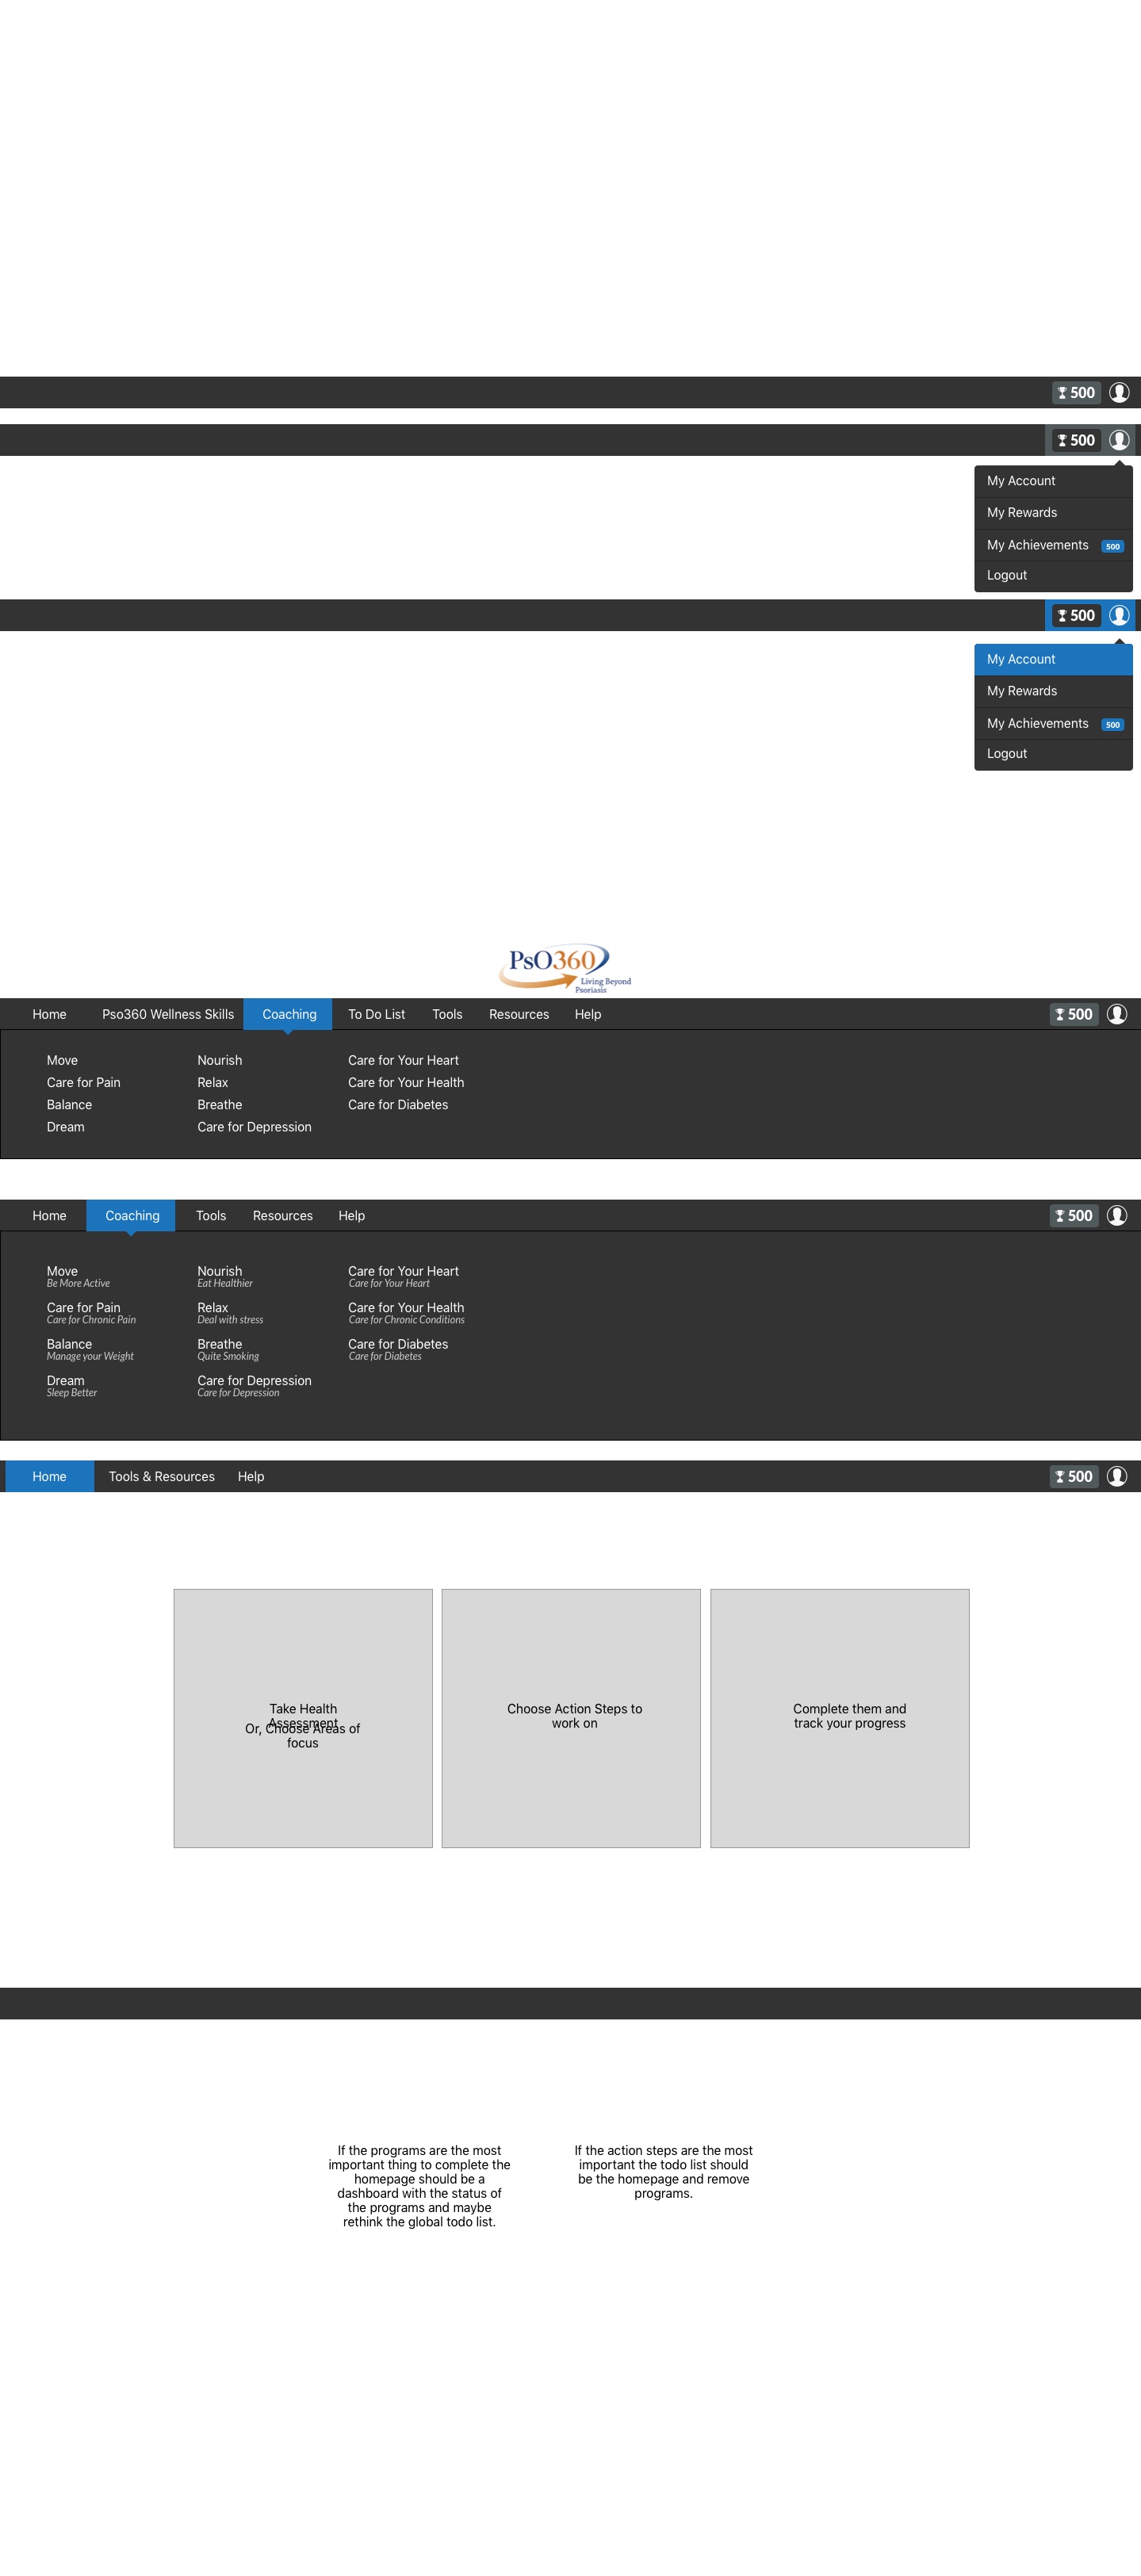 500
500
My Account
My Rewards
My Achievements 500
Logout
500
My Account
My Rewards
My Achievements 500
Logout
PsO360
Living Beyond
Psoriasis
Home Pso360 Wellness Skills Coaching To Do List Tools Resources Help 500
Move Nourish Care for Your Heart
Care for Pain Relax Care for Your Health
Balance Breathe Care for Diabetes
Dream Care for Depression
Home Coaching Tools Resources Help 500
Move Nourish Care for Your Heart
Be More Active Eat Healthier Care for Your Heart
Care for Pain Relax Care for Your Health
Care for Chronic Pain Deal with stress Care for Chronic Conditions
Balance Breathe Care for Diabetes
Manage your Weight Quite Smoking Care for Diabetes
Dream Care for Depression
Sleep Better Care for Depression
Home Tools & Resources Help 500
Take Health
Assessment
Or, Choose Areas of
focus
Choose Action Steps to
work on
Complete them and
track your progress
If the programs are the most
important thing to complete the
homepage should be a
dashboard with the status of
the programs and maybe
rethink the global todo list.
If the action steps are the most
important the todo list should
be the homepage and remove
programs.